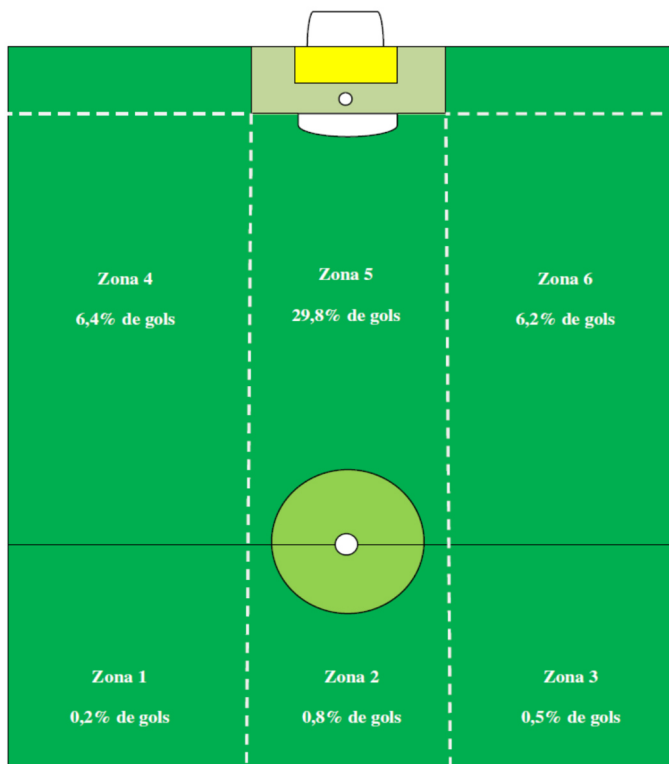 Zona 4
6,4% de gols
Zona 5
29,8% de gols
Zona 6
6,2% de gols
Zona 1
0,2% de gols
Zona 2
0,8% de gols
Zona 3
0,5% de gols